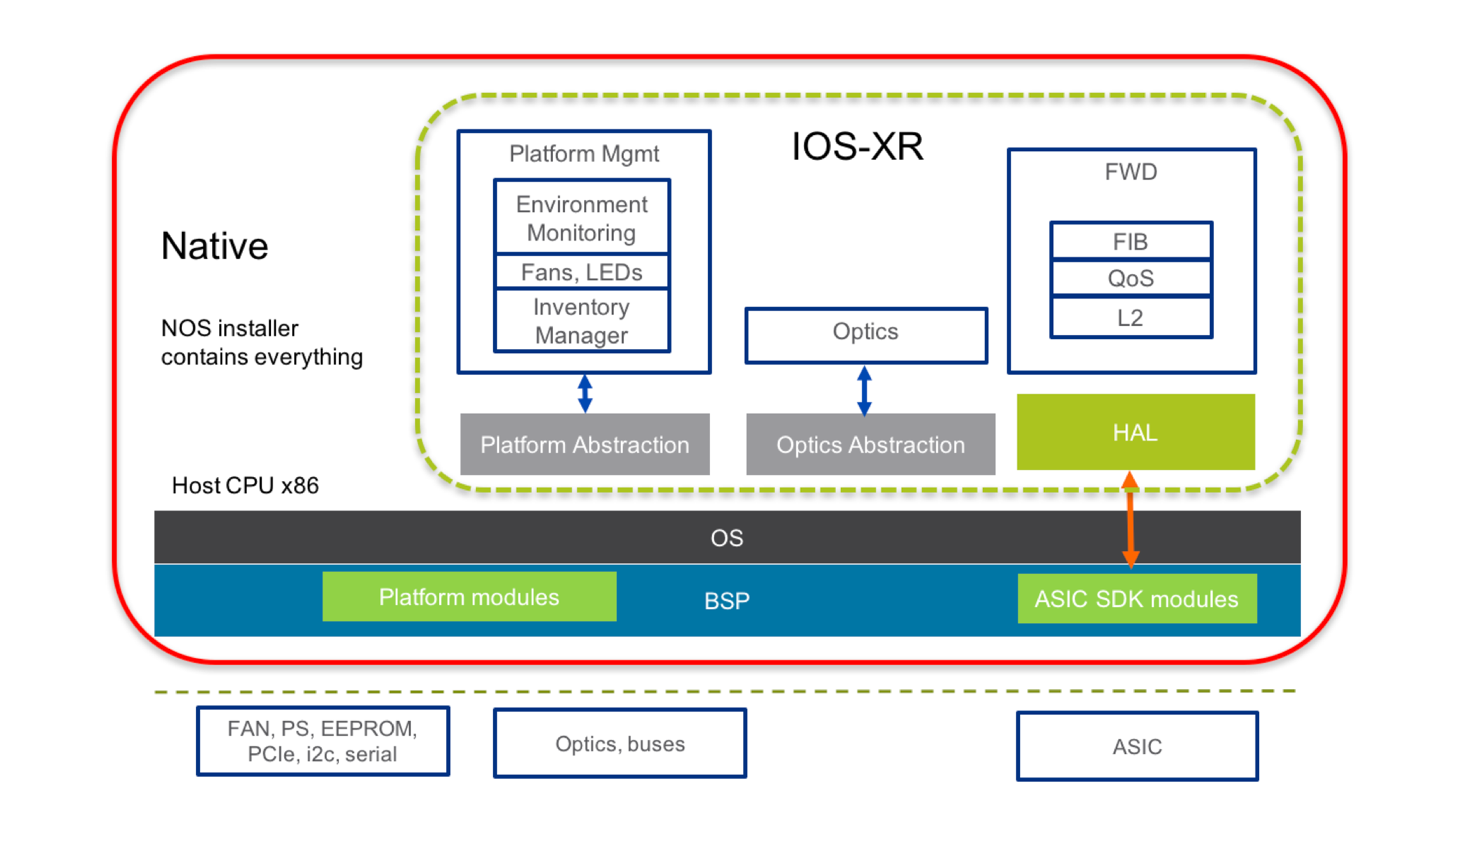 IOS-XR
Platform Mgmt
Environment
Monitoring
Fans, LEDs
Inventory
Manager
FWD
FIB
QoS
L2
Native
NOS installer
contains everything
Optics
Platform Abstraction
Optics Abstraction
HAL
Host CPU x86
OS
Platform modules
BSP
ASIC SDK modules
FAN, PS, EEPROM,
PCIe, i2c, serial
Optics, buses
ASIC